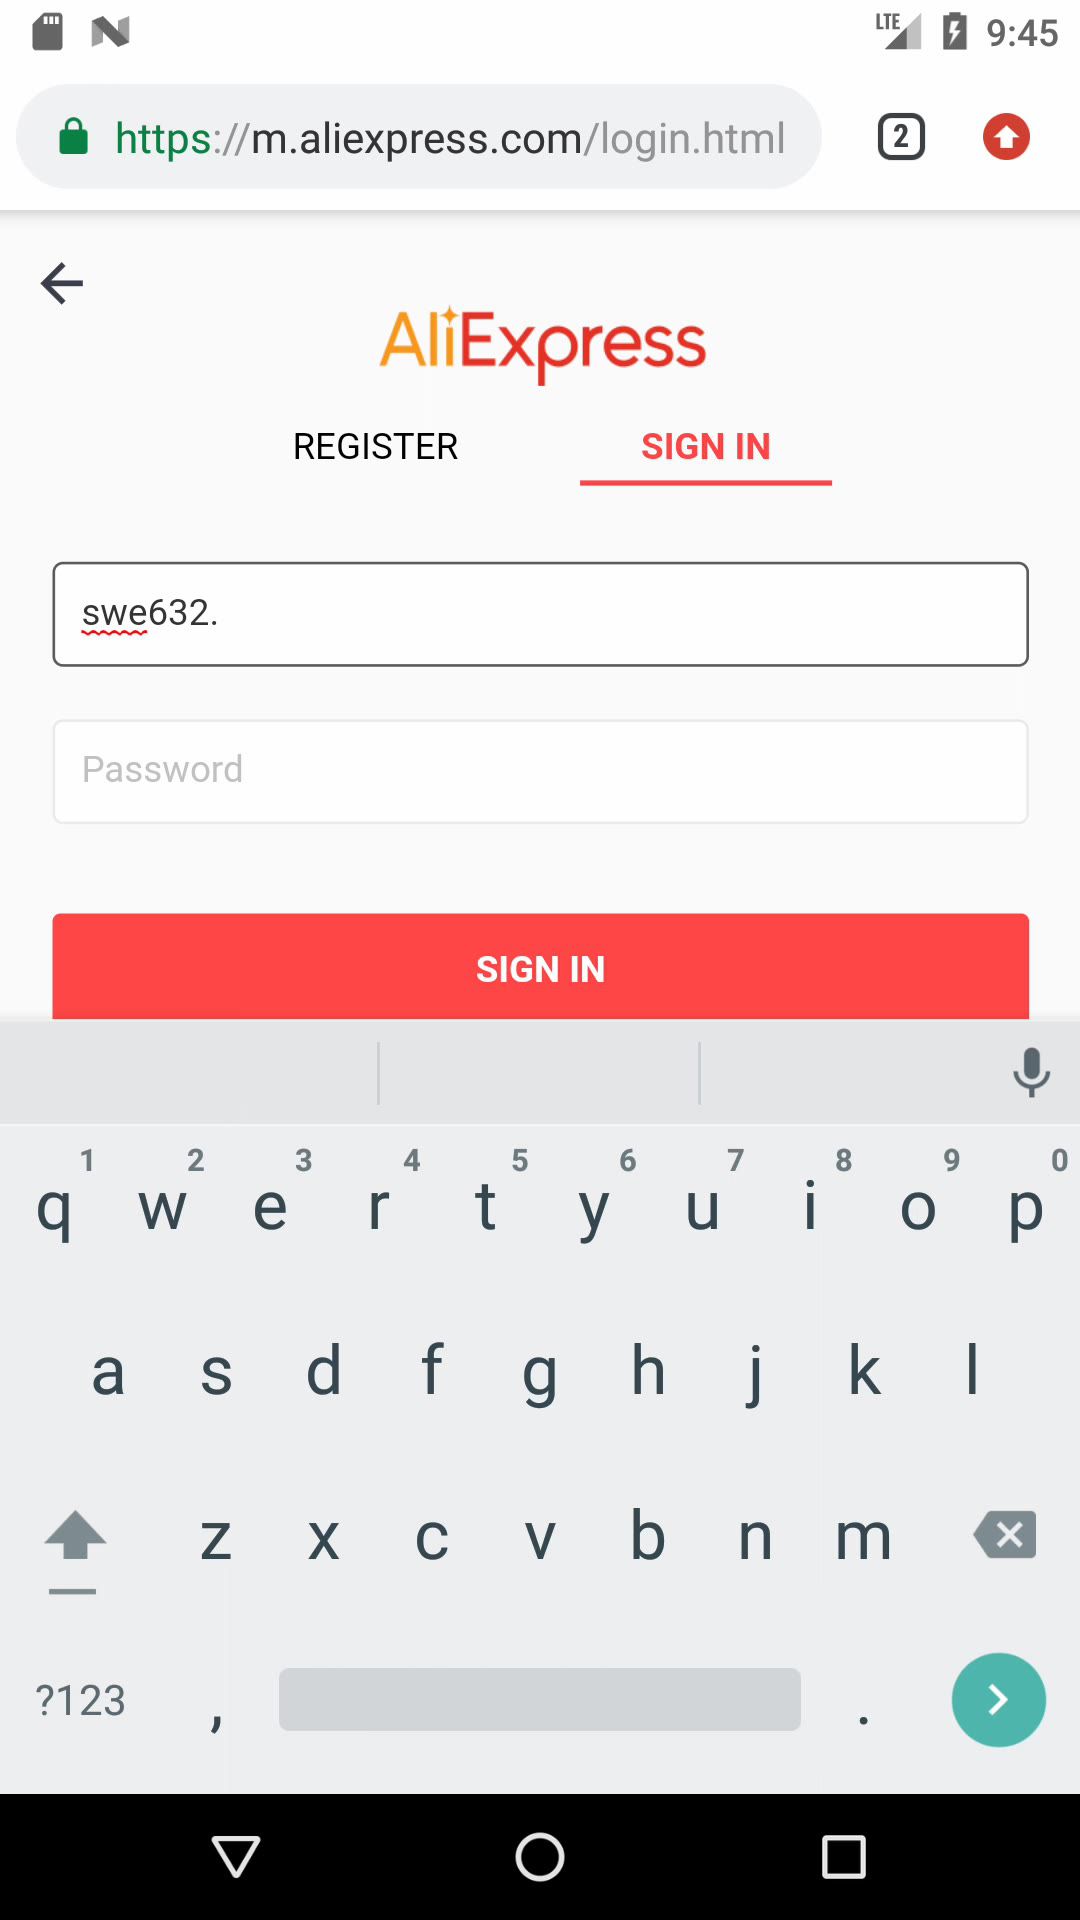 LTE 9:45
https://m.aliexpress.com/login.html 2
AliExpress
REGISTER SIGN IN
swe632.
Password
SIGN IN
1 2 3 4 5 6 7 8 9 0
q w e r t y u i o p
a s d f g h j k l
z x c v b n m
?123 , .